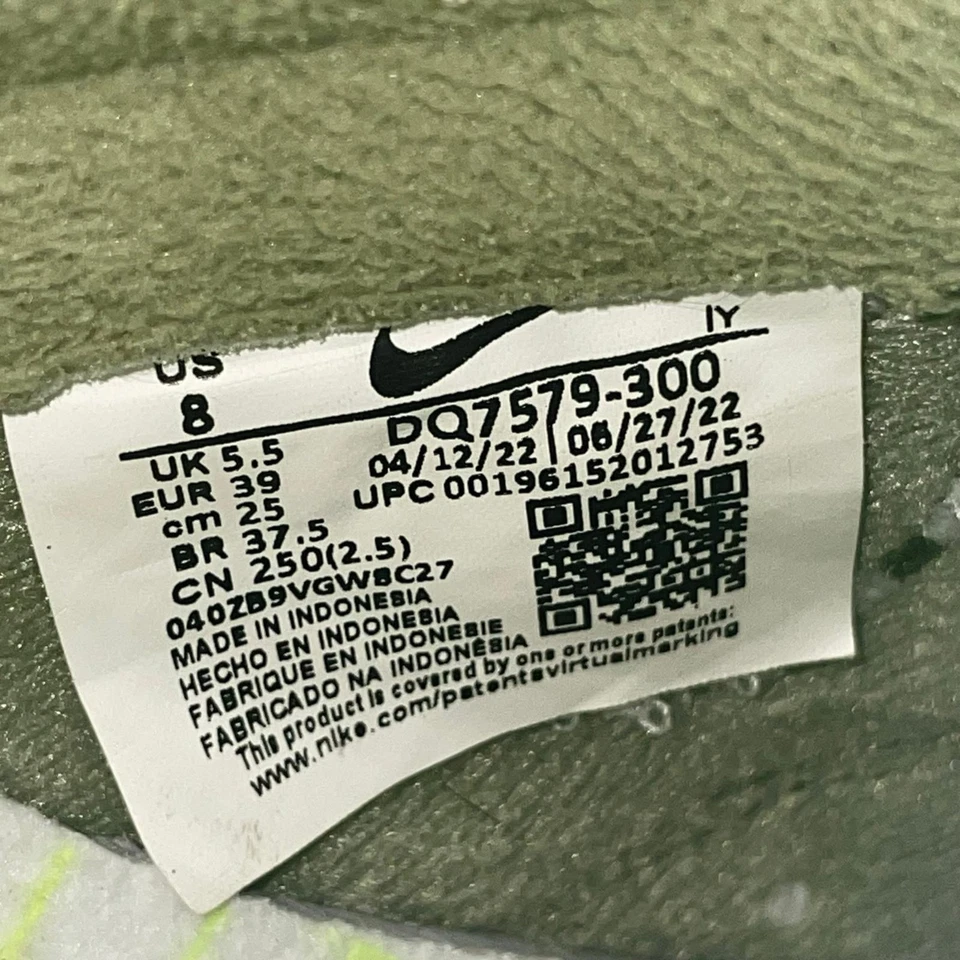 US
8
IY
DQ7579-300
04/12/22 | 06/27/22
UPC 00196152012753
UK 5.5
EUR 39
cm 25
BR 37.5
CN 250(2.5)
040ZB9VGW8C27
MADE IN INDONESIA
HECHO EN INDONESIA
FABRIQUE EN INDONESIE
FABRICADO NA INDONÉSIA
This product is covered by one or more patents:
www.nike.com/patentsvirtualmarking